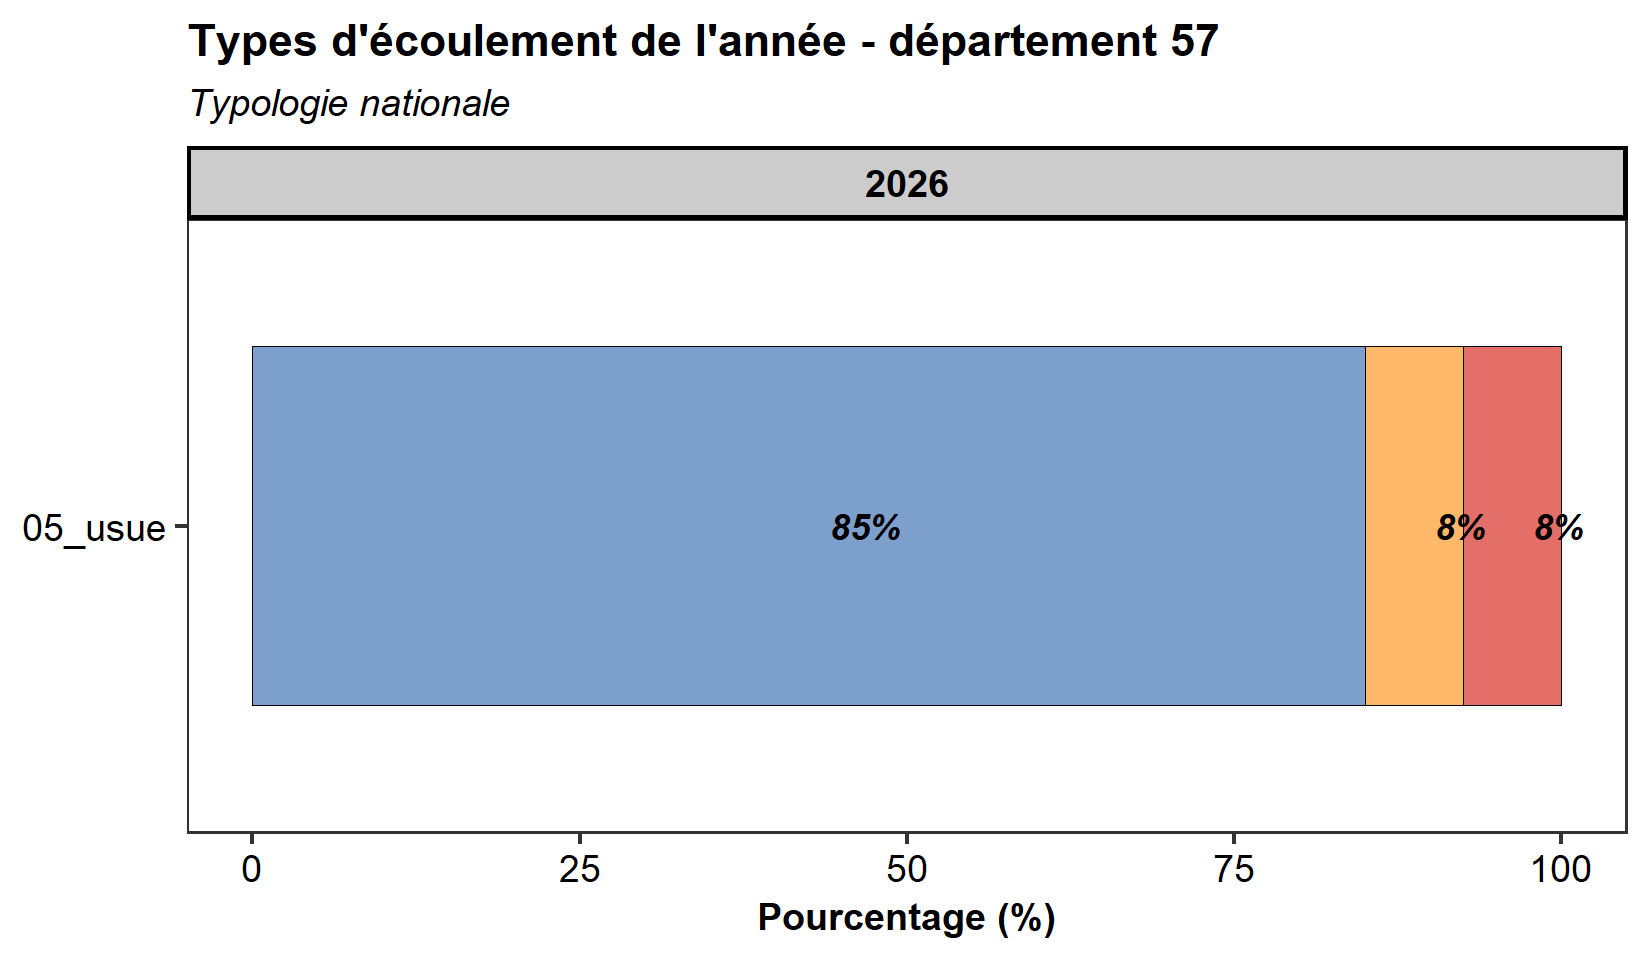 Types d'écoulement de l'année - département 57
Typologie nationale
2026
05_usue
85%
8%
8%
0
25
50
75
100
Pourcentage (%)